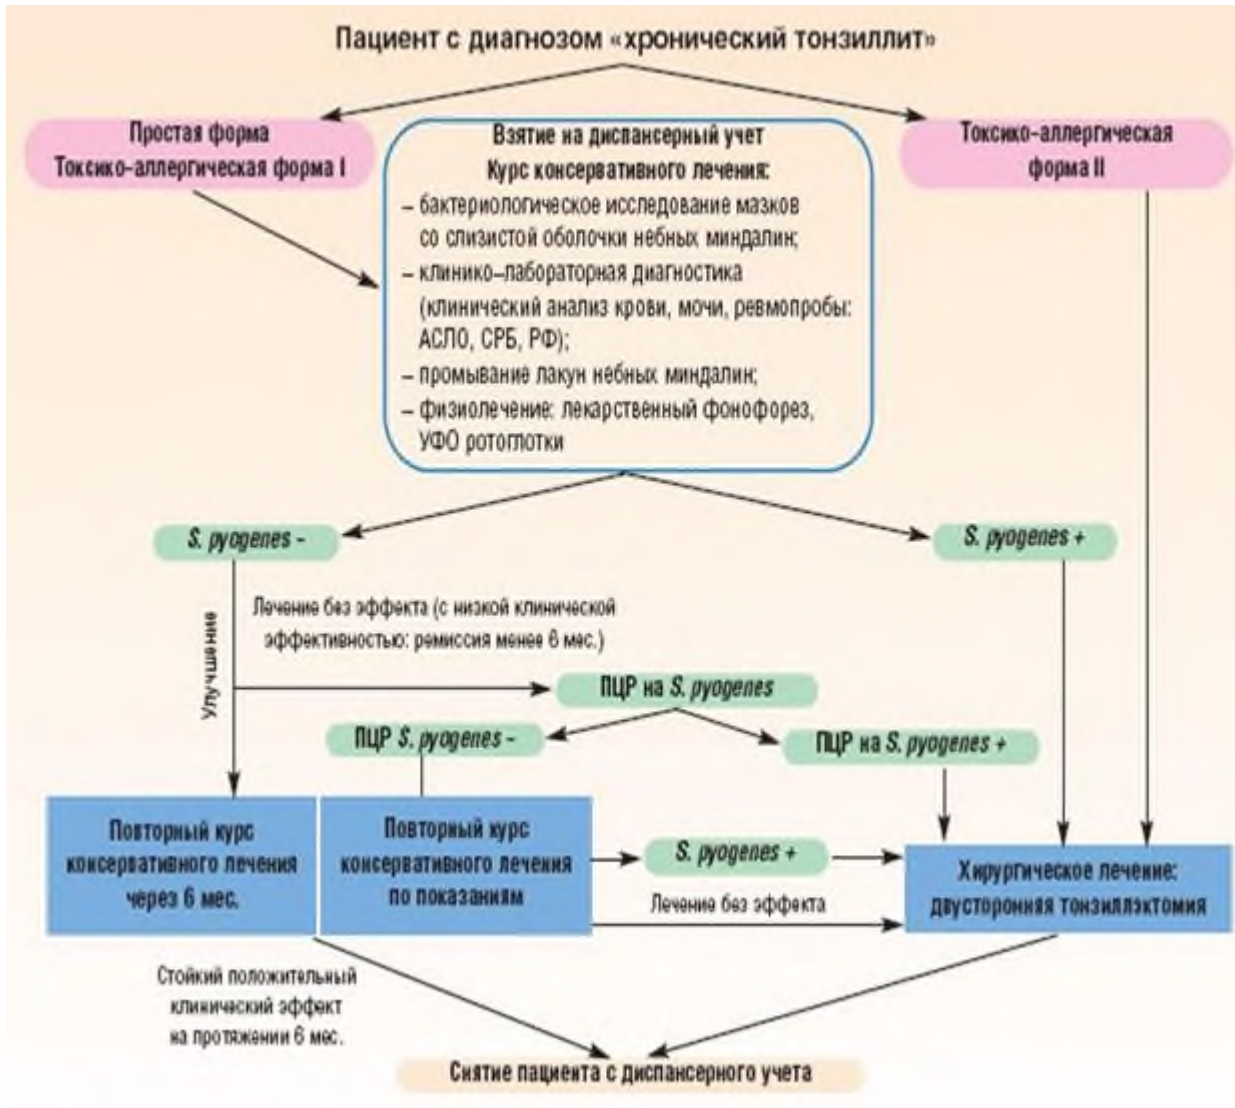 Пациент с диагнозом «хронический тонзиллит»
Простая форма
Токсико-аллергическая форма I
Взятие на диспансерный учет
Курс консервативного лечения:
– бактериологическое исследование мазков
со слизистой оболочки небных миндалин;
– клинико-лабораторная диагностика
(клинический анализ крови, мочи, ревмопробы:
АСЛО, СРБ, РФ);
– промывание лакун небных миндалин;
– физиолечение: лекарственный фонофорез,
УФО ротоглотки
Токсико-аллергическая
форма II
S. pyogenes -
S. pyogenes +
Улучшение
Лечение без эффекта (с низкой клинической
эффективностью: ремиссия менее 6 мес.)
ПЦР на S. pyogenes
ПЦР S. pyogenes -
ПЦР на S. pyogenes +
Повторный курс
консервативного лечения
через 6 мес.
Повторный курс
консервативного лечения
по показаниям
S. pyogenes +
Лечение без эффекта
Хирургическое лечение:
двусторонняя тонзиллэктомия
Стойкий положительный
клинический эффект
на протяжении 6 мес.
Снятие пациента с диспансерного учета